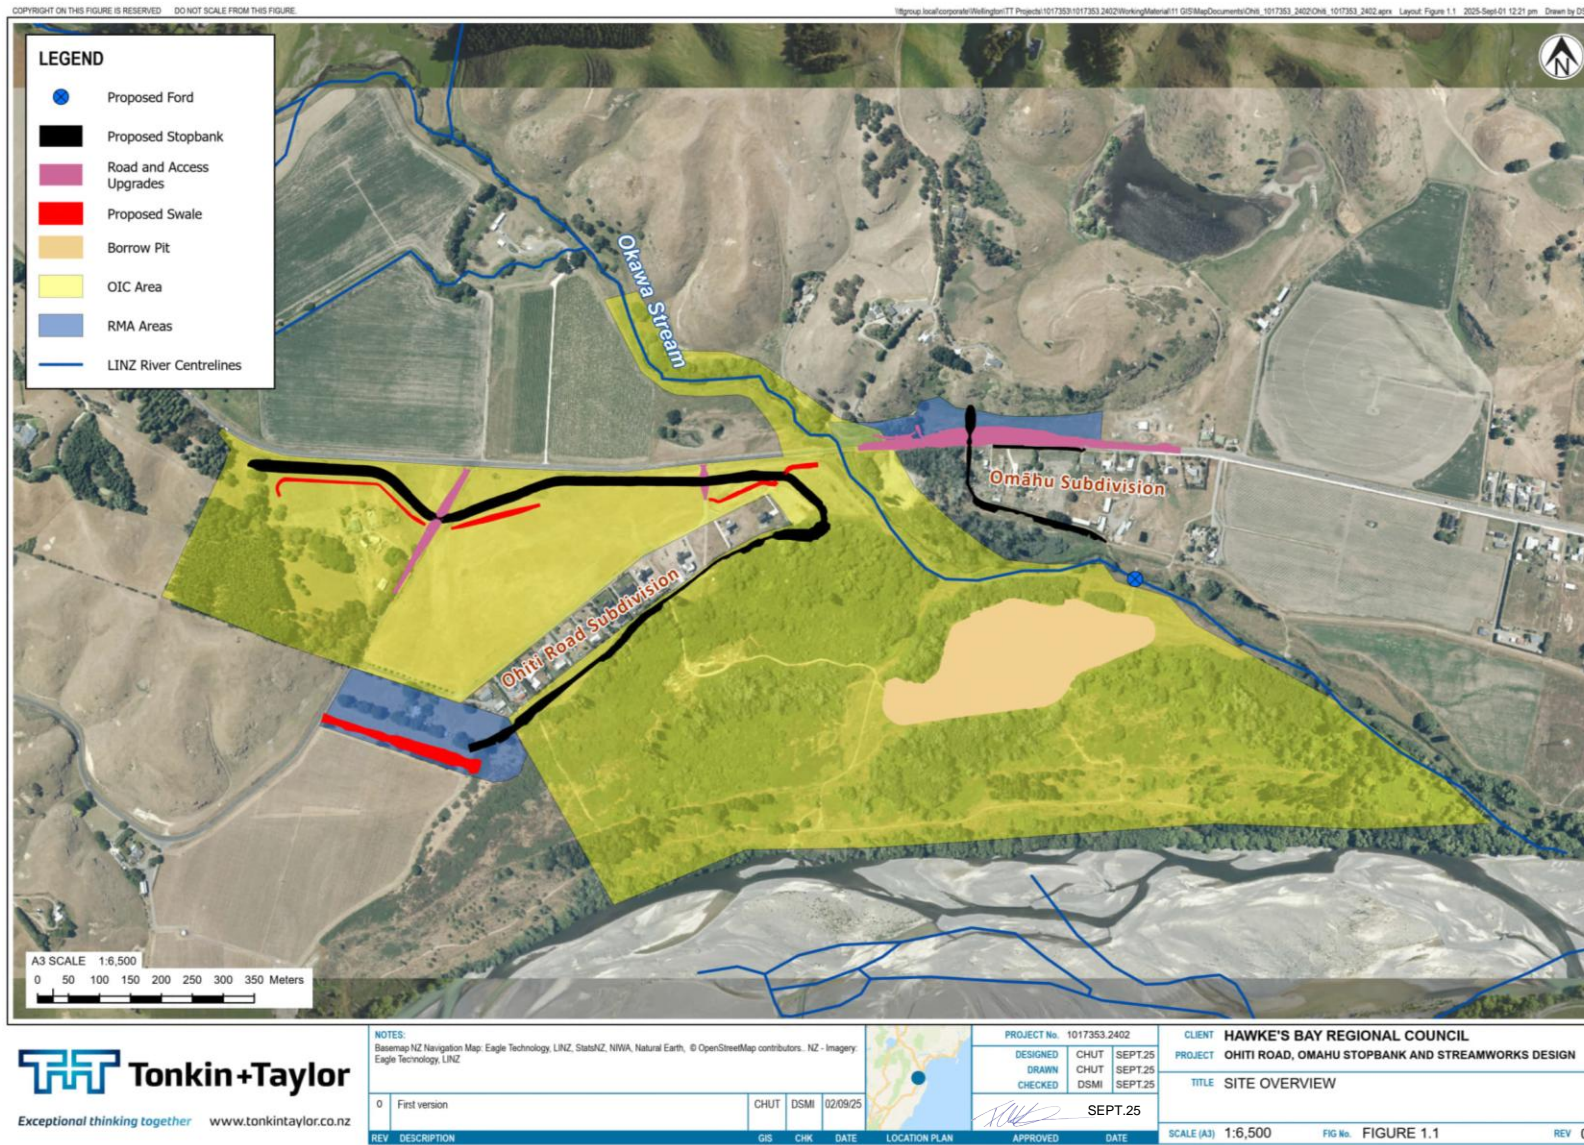 COPYRIGHT ON THIS FIGURE IS RESERVED DO NOT SCALE FROM THIS FIGURE.
LEGEND
Proposed Ford
Proposed Stopbank
Road and Access
Upgrades
Proposed Swale
Borrow Pit
OIC Area
RMA Areas
LINZ River Centrelines
N
Okawa Stream
Omāhu Subdivision
Ohiti Road Subdivision
A3 SCALE 1:6,500
0 50 100 150 200 250 300 350 Meters
Tonkin+Taylor
Exceptional thinking together www.tonkintaylor.co.nz
NOTES:
Basemap NZ Navigation Map: Eagle Technology, LINZ, StatsNZ, NIWA, Natural Earth, © OpenStreetMap contributors.. NZ - Imagery:
Eagle Technology, LINZ
0 First version CHUT DSMI 02/09/25
REV DESCRIPTION GIS CHK DATE
LOCATION PLAN
PROJECT No. 1017353.2402
DESIGNED CHUT SEPT.25
DRAWN CHUT SEPT.25
CHECKED DSMI SEPT.25
SEPT.25
APPROVED DATE
CLIENT HAWKE'S BAY REGIONAL COUNCIL
PROJECT OHITI ROAD, OMAHU STOPBANK AND STREAMWORKS DESIGN
TITLE SITE OVERVIEW
SCALE (A3) 1:6,500 FIG No. FIGURE 1.1 REV